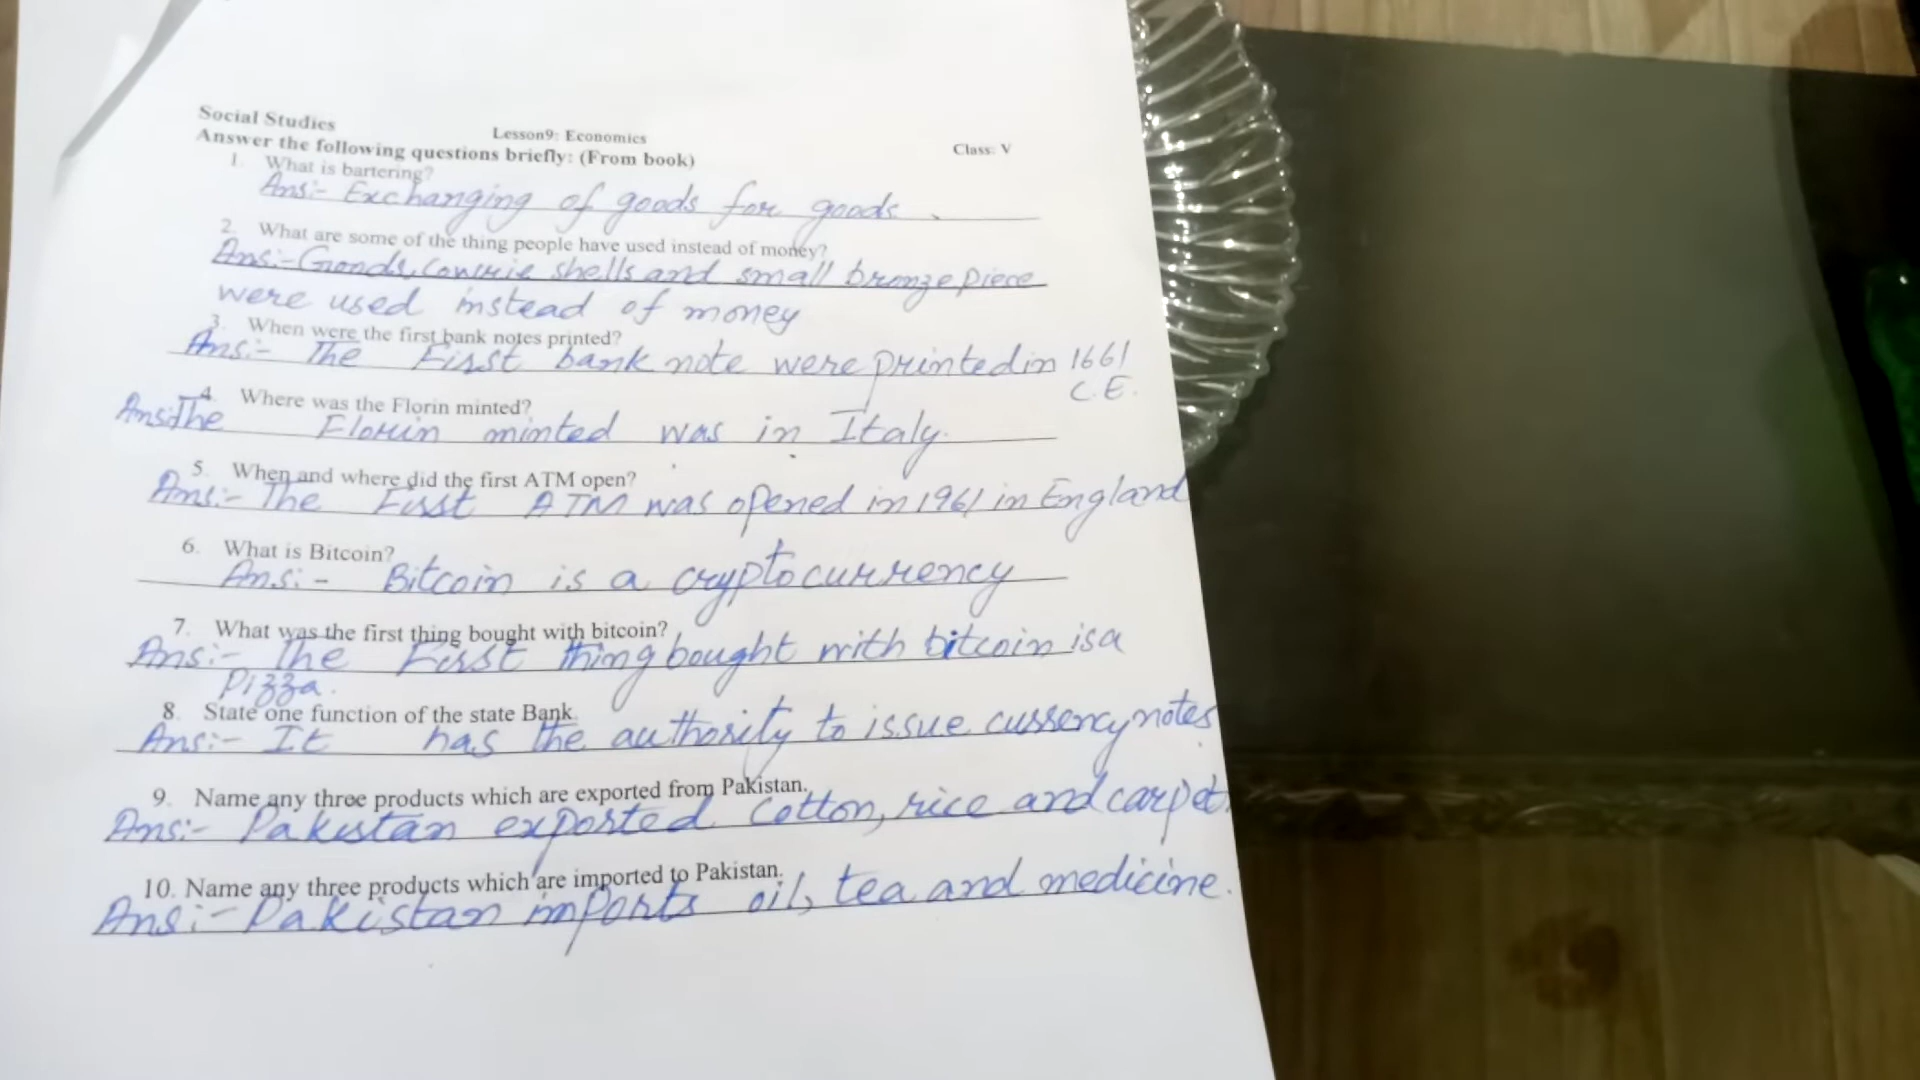 Social Studies
Lesson9: Economics
Class: V
Answer the following questions briefly: (From book)
1. What is bartering?
Ans:- Exchanging of goods for goods.
2. What are some of the thing people have used instead of money?
Ans:- Goods, Cowrie shells and small bronze piece
were used instead of money
3. When were the first bank notes printed?
Ans:- The First bank note were printed in 1661
C.E.
4. Where was the Florin minted?
Ans: The Florin minted was in Italy.
5. When and where did the first ATM open?
Ans:- The First ATM was opened in 1961 in England
6. What is Bitcoin?
Ans:- Bitcoin is a cryptocurrency
7. What was the first thing bought with bitcoin?
Ans:- The First thing bought with bitcoin is a
Pizza.
8. State one function of the state Bank.
Ans:- It has the authority to issue currency notes
9. Name any three products which are exported from Pakistan.
Ans:- Pakistan exported Cotton, rice and carpet.
10. Name any three products which are imported to Pakistan.
Ans:- Pakistan imports oil, tea and medicine.